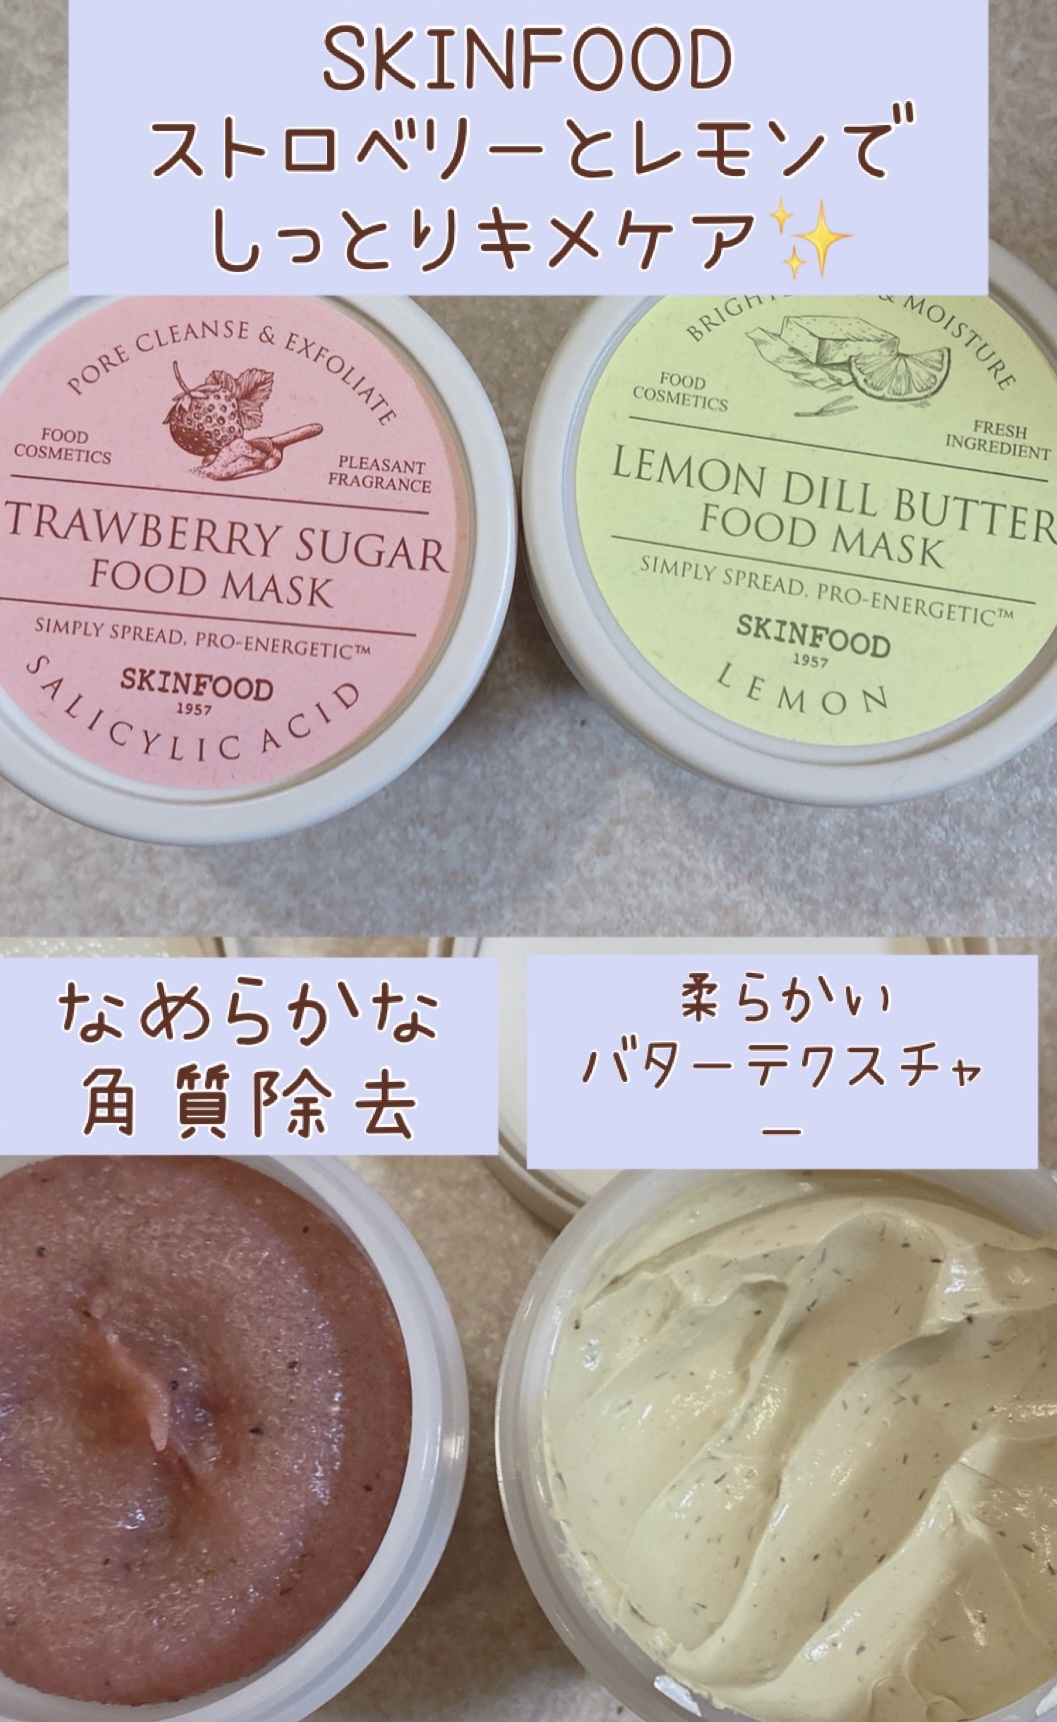 SKINFOOD
ストロベリーとレモンで
しっとりキメケア✨
PORE CLEANSE & EXFOLIATE
FOOD
COSMETICS
PLEASANT
FRAGRANCE
TRAWBERRY SUGAR
FOOD MASK
SIMPLY SPREAD, PRO-ENERGETIC™
SKINFOOD
1957
SALICYLIC ACID
& MOISTURE
FOOD
COSMETICS
FRESH
INGREDIENT
LEMON DILL BUTTER
FOOD MASK
SIMPLY SPREAD, PRO-ENERGETIC™
SKINFOOD
1957
LEMON
なめらかな
角質除去
柔らかい
バターテクスチャ
ー